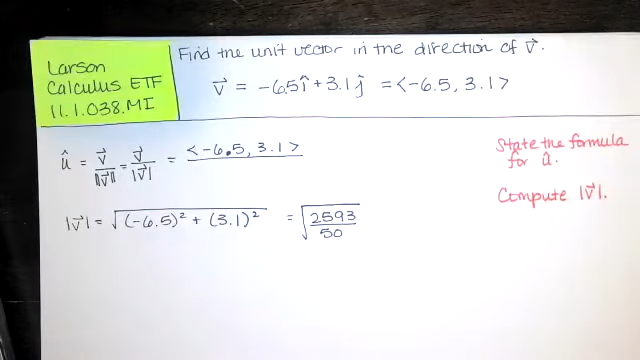 Larson
Calculus ETF
11.1.038.MI
Find the unit vector in the direction of v⃗.
v⃗ = -6.5î + 3.1ĵ = <-6.5, 3.1>
û = v⃗/‖v⃗‖ = v⃗/|v⃗| = <-6.5, 3.1>
State the formula
for û.
Compute |v⃗|.
|v⃗| = √((-6.5)² + (3.1)²) = √(2593/50)